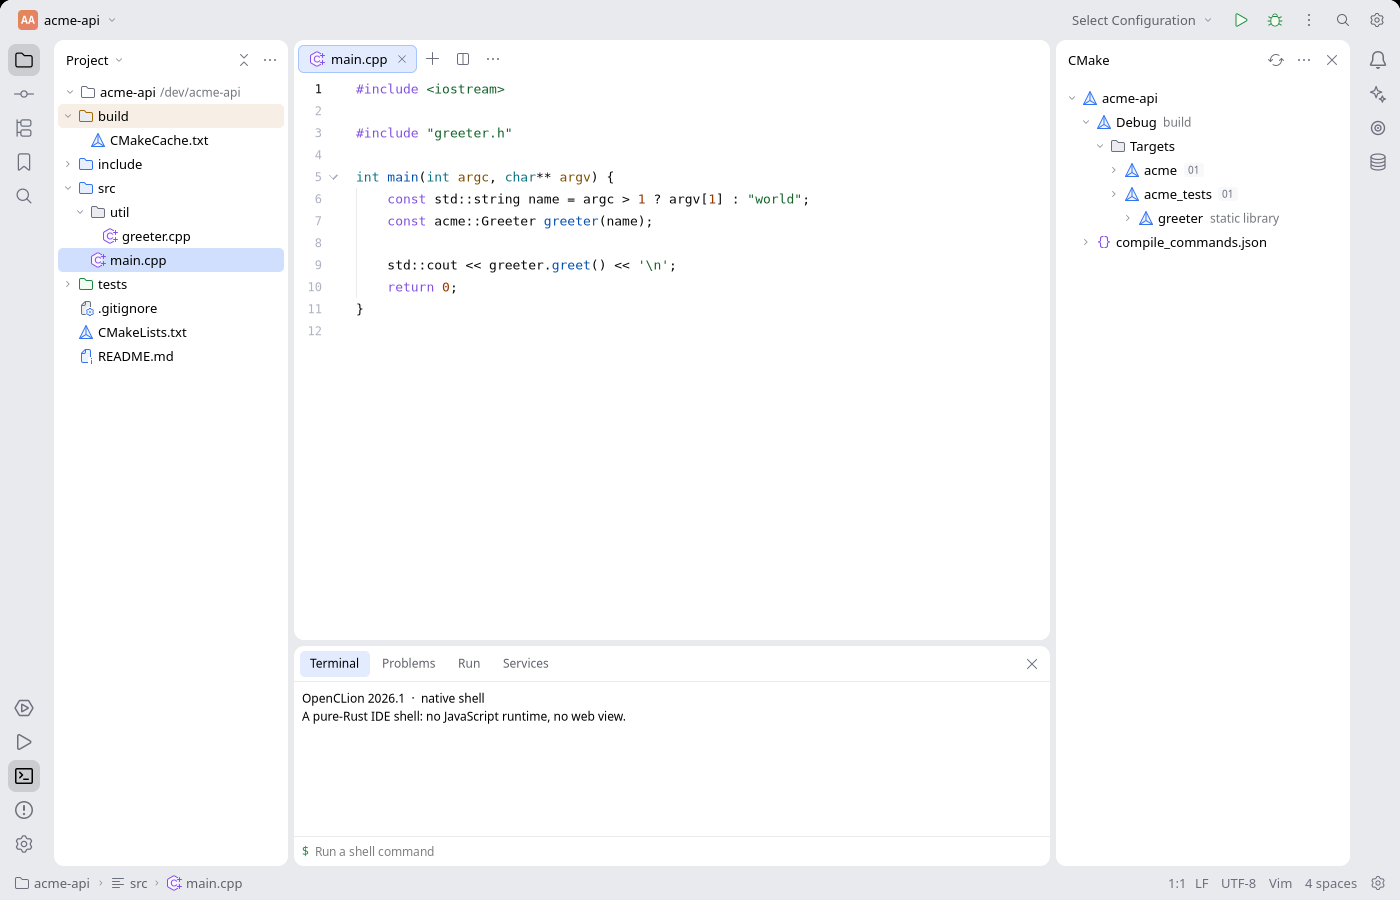 AA acme-api
Select Configuration
Project
acme-api /dev/acme-api
build
CMakeCache.txt
include
src
util
greeter.cpp
main.cpp
tests
.gitignore
CMakeLists.txt
README.md
main.cpp
1 #include <iostream>
2
3 #include "greeter.h"
4
5 int main(int argc, char** argv) {
6 const std::string name = argc > 1 ? argv[1] : "world";
7 const acme::Greeter greeter(name);
8
9 std::cout << greeter.greet() << '\n';
10 return 0;
11 }
12
Terminal Problems Run Services
OpenCLion 2026.1 · native shell
A pure-Rust IDE shell: no JavaScript runtime, no web view.
$ Run a shell command
CMake
acme-api
Debug build
Targets
acme 01
acme_tests 01
greeter static library
{} compile_commands.json
acme-api > src > main.cpp
1:1 LF UTF-8 Vim 4 spaces